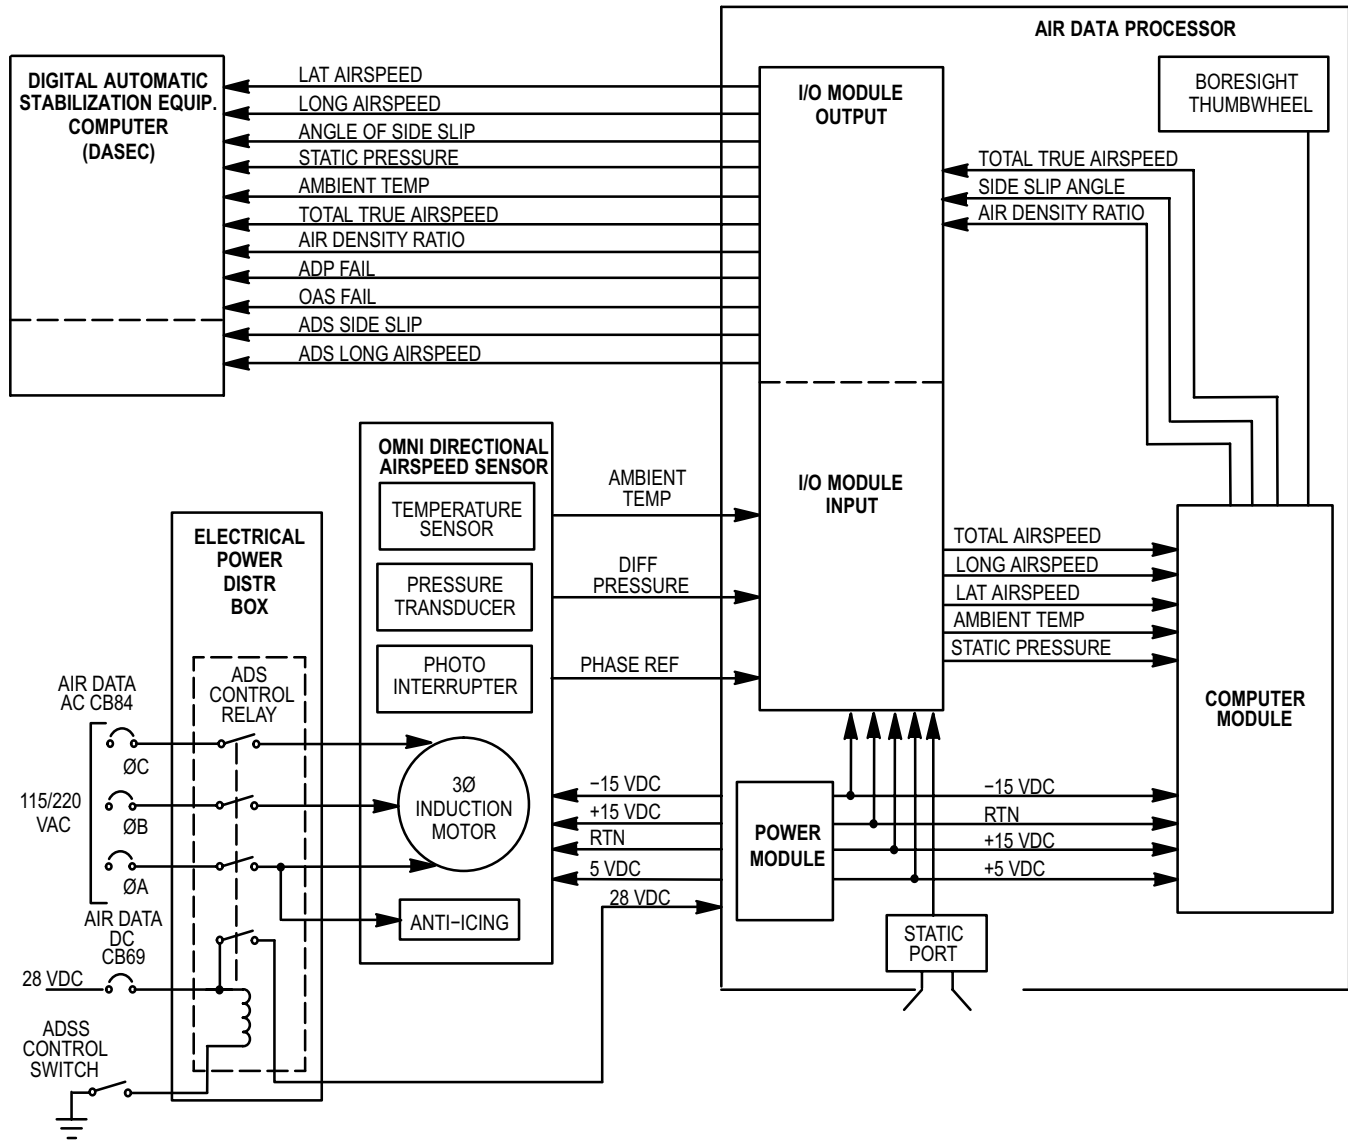 AIR DATA PROCESSOR
DIGITAL AUTOMATIC
STABILIZATION EQUIP.
COMPUTER
(DASEC)
LAT AIRSPEED
LONG AIRSPEED
ANGLE OF SIDE SLIP
STATIC PRESSURE
AMBIENT TEMP
TOTAL TRUE AIRSPEED
AIR DENSITY RATIO
ADP FAIL
OAS FAIL
ADS SIDE SLIP
ADS LONG AIRSPEED
I/O MODULE
OUTPUT
BORESIGHT
THUMBWHEEL
TOTAL TRUE AIRSPEED
SIDE SLIP ANGLE
AIR DENSITY RATIO
OMNI DIRECTIONAL
AIRSPEED SENSOR
TEMPERATURE
SENSOR
PRESSURE
TRANSDUCER
PHOTO
INTERRUPTER
3Ø
INDUCTION
MOTOR
ANTI−ICING
AMBIENT
TEMP
DIFF
PRESSURE
PHASE REF
I/O MODULE
INPUT
TOTAL AIRSPEED
LONG AIRSPEED
LAT AIRSPEED
AMBIENT TEMP
STATIC PRESSURE
COMPUTER
MODULE
ELECTRICAL
POWER
DISTR
BOX
ADS
CONTROL
RELAY
AIR DATA
AC CB84
ØC
115/220
VAC
ØB
ØA
AIR DATA
DC
CB69
28 VDC
ADSS
CONTROL
SWITCH
−15 VDC
+15 VDC
RTN
5 VDC
28 VDC
POWER
MODULE
−15 VDC
RTN
+15 VDC
+5 VDC
STATIC
PORT